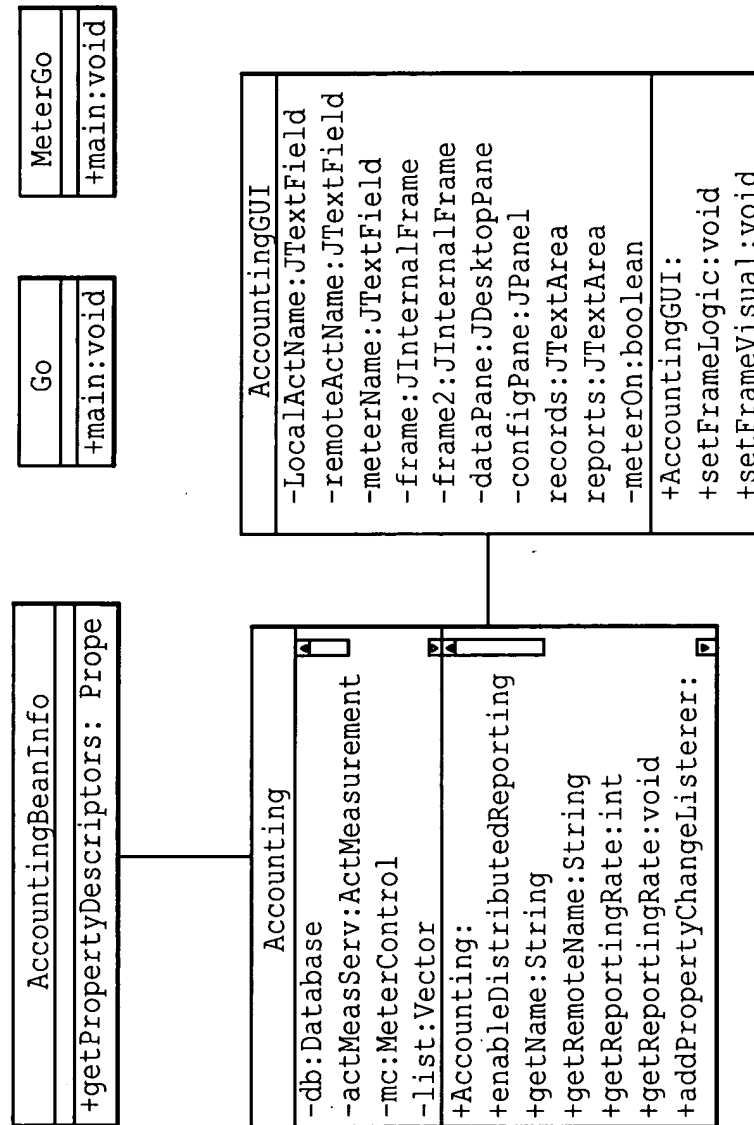 AccountingBeanInfo
+getPropertyDescriptors: Prope
Go
+main:void
MeterGo
+main:void
Accounting
-db:Database
-actMeasServ:ActMeasurement
-mc:MeterControl
-list:Vector
+Accounting:
+enableDistributedReporting
+getName:String
+getRemoteName:String
+getReportingRate:int
+getReportingRate:void
+addPropertyChangeListerer:
AccountingGUI
-LocalActName:JTextField
-remoteActName:JTextField
-meterName:JTextField
-frame:JInternalFrame
-frame2:JInternalFrame
-dataPane:JDesktopPane
-configPane:JPanel
records:JTextArea
reports:JTextArea
-meterOn:boolean
+AccountingGUI:
+setFrameLogic:void
+setFrameVisual:void